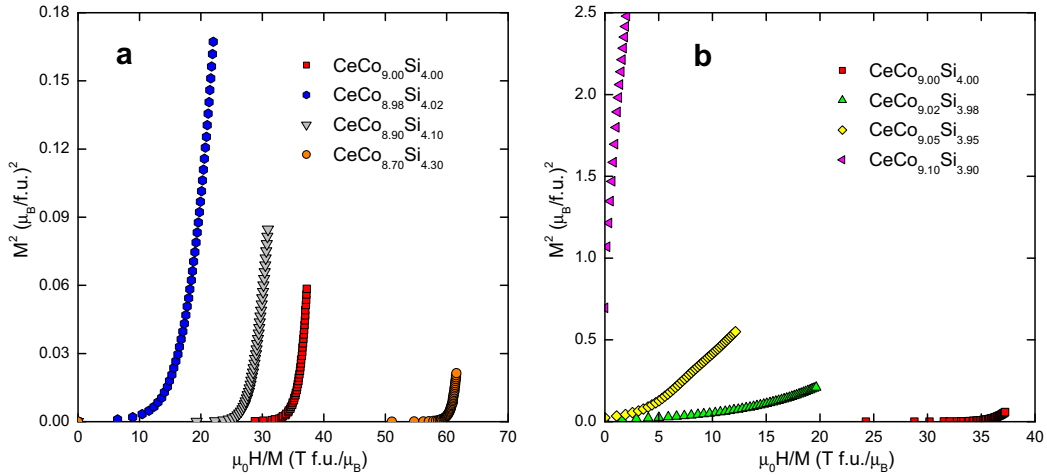 a
CeCo9.00Si4.00
CeCo8.98Si4.02
CeCo8.90Si4.10
CeCo8.70Si4.30
0.18
0.15
0.12
0.09
0.06
0.03
0.00
M² (μB/f.u.)²
0 10 20 30 40 50 60 70
μ0H/M (T f.u./μB)
b
CeCo9.00Si4.00
CeCo9.02Si3.98
CeCo9.05Si3.95
CeCo9.10Si3.90
2.5
2.0
1.5
1.0
0.5
0.0
M² (μB/f.u.)²
0 5 10 15 20 25 30 35 40
μ0H/M (T f.u./μB)